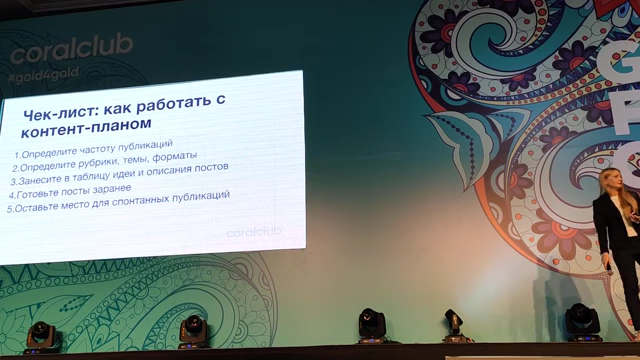 coralclub
#gold4gold
Чек-лист: как работать с
контент-планом
1.Определите частоту публикаций
2.Определите рубрики, темы, форматы
3.Занесите в таблицу идеи и описания постов
4.Готовьте посты заранее
5.Оставьте место для спонтанных публикаций
coralclub